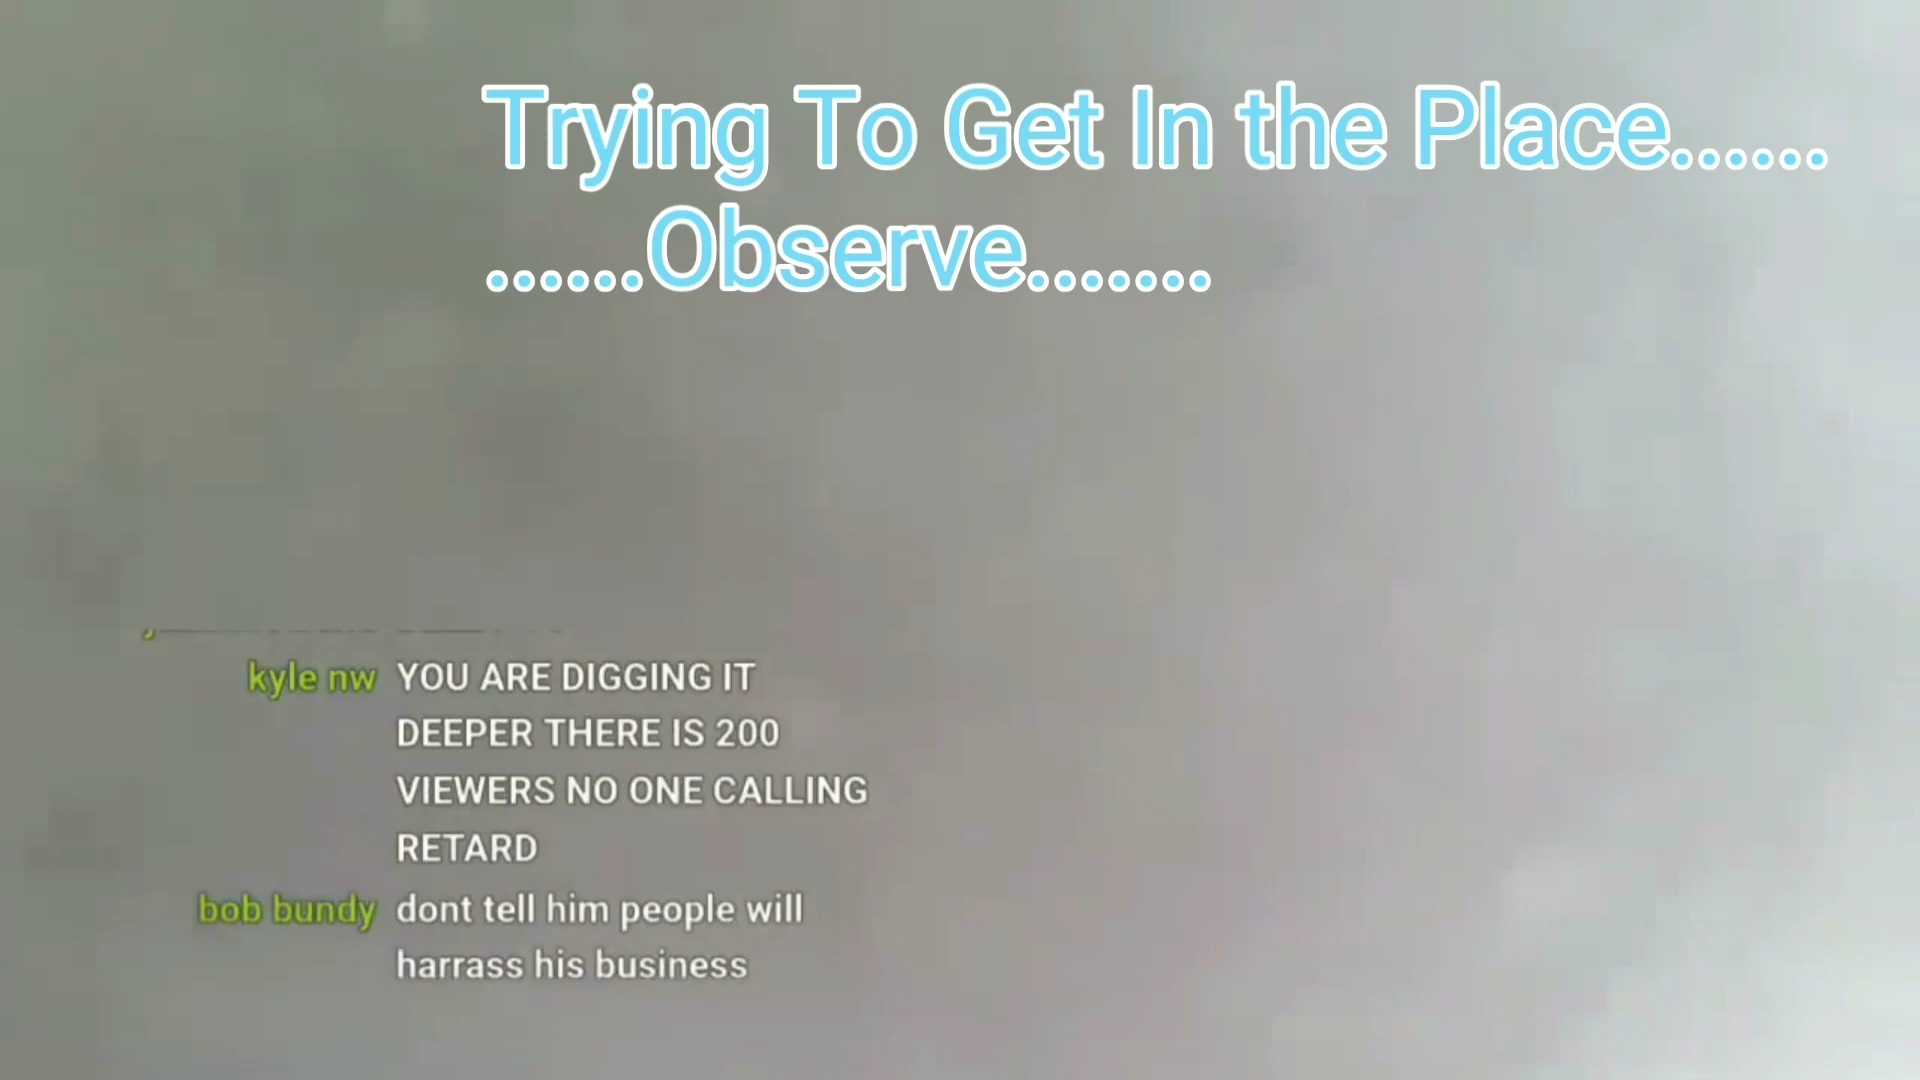 Trying To Get In the Place......
......Observe.......
kyle nw YOU ARE DIGGING IT
DEEPER THERE IS 200
VIEWERS NO ONE CALLING
RETARD
bob bundy dont tell him people will
harrass his business